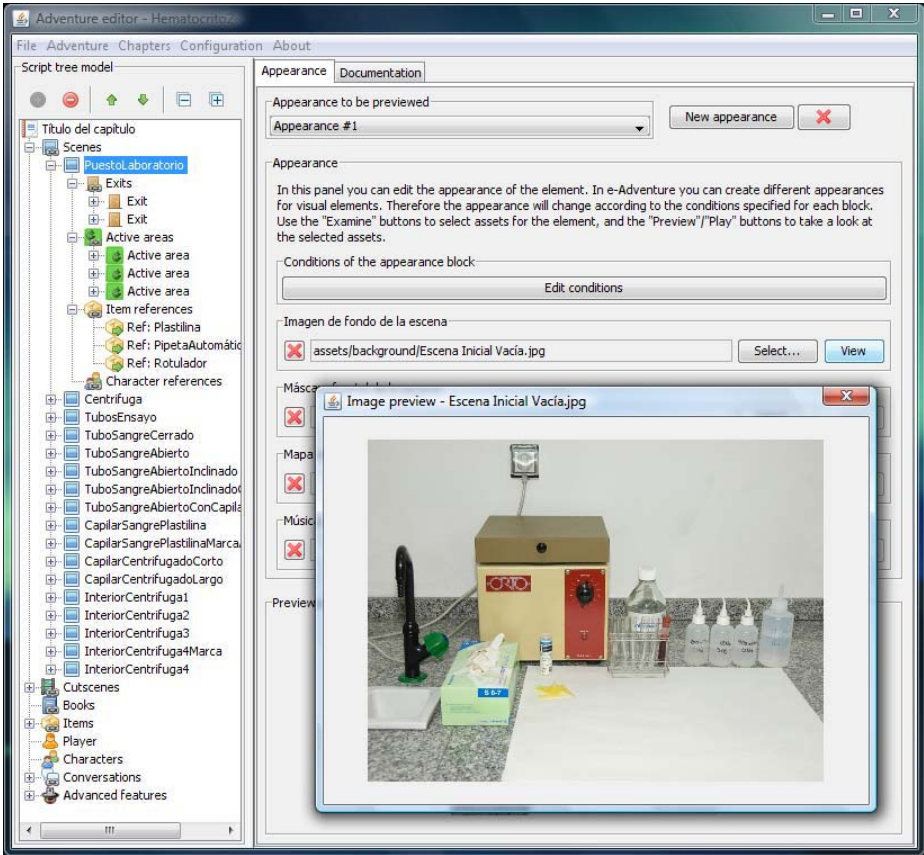 Adventure editor - Hematocrito2
File Adventure Chapters Configuration About
Script tree model
Título del capítulo
Scenes
PuestoLaboratorio
Exits
Exit
Exit
Active areas
Active area
Active area
Active area
Item references
Ref: Plastilina
Ref: PipetaAutomátic
Ref: Rotulador
Character references
Centrifuga
TubosEnsayo
TuboSangreCerrado
TuboSangreAbierto
TuboSangreAbiertoInclinado
TuboSangreAbiertoInclinado
TuboSangreAbiertoConCapila
CapilarSangrePlastilina
CapilarSangrePlastilinaMarca
CapilarCentrifugadoCorto
CapilarCentrifugadoLargo
InteriorCentrifuga1
InteriorCentrifuga2
InteriorCentrifuga3
InteriorCentrifuga4Marca
InteriorCentrifuga4
Cutscenes
Books
Items
Player
Characters
Conversations
Advanced features
Appearance Documentation
Appearance to be previewed
Appearance #1
New appearance
Appearance
In this panel you can edit the appearance of the element. In e-Adventure you can create different appearances
for visual elements. Therefore the appearance will change according to the conditions specified for each block.
Use the "Examine" buttons to select assets for the element, and the "Preview"/"Play" buttons to take a look at
the selected assets.
Conditions of the appearance block
Edit conditions
Imagen de fondo de la escena
assets/background/Escena Inicial Vacía.jpg Select... View
Másca
Mapa
Músic
Preview
Image preview - Escena Inicial Vacía.jpg
ORTO
S 6-7